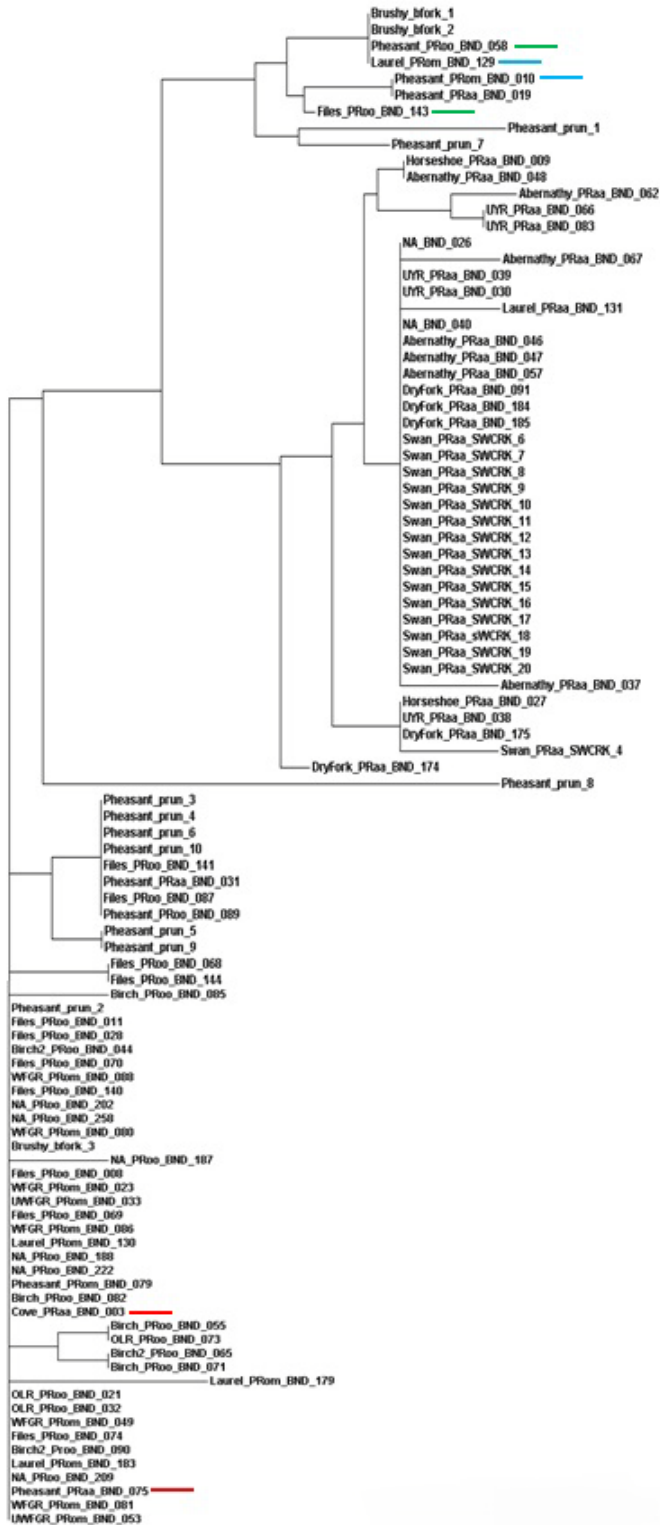 Brushy_bfork_1
Brushy_bfork_2
Pheasant_PRoo_BND_058
Laurel_PRom_BND_129
Pheasant_PRom_BND_010
Pheasant_PRaa_BND_019
Files_PRoo_BND_143
Pheasant_prun_1
Pheasant_prun_7
Horseshoe_PRaa_BND_009
Abernathy_PRaa_BND_048
Abernathy_PRaa_BND_062
UYR_PRaa_BND_066
UYR_PRaa_BND_083
NA_BND_026
Abernathy_PRaa_BND_067
UYR_PRaa_BND_039
UYR_PRaa_BND_030
Laurel_PRaa_BND_131
NA_BND_040
Abernathy_PRaa_BND_046
Abernathy_PRaa_BND_047
Abernathy_PRaa_BND_057
DryFork_PRaa_BND_091
DryFork_PRaa_BND_184
DryFork_PRaa_BND_185
Swan_PRaa_SWCRK_6
Swan_PRaa_SWCRK_7
Swan_PRaa_SWCRK_8
Swan_PRaa_SWCRK_9
Swan_PRaa_SWCRK_10
Swan_PRaa_SWCRK_11
Swan_PRaa_SWCRK_12
Swan_PRaa_SWCRK_13
Swan_PRaa_SWCRK_14
Swan_PRaa_SWCRK_15
Swan_PRaa_SWCRK_16
Swan_PRaa_SWCRK_17
Swan_PRaa_sWCRK_18
Swan_PRaa_SWCRK_19
Swan_PRaa_SWCRK_20
Abernathy_PRaa_BND_037
Horseshoe_PRaa_BND_027
UYR_PRaa_BND_038
DryFork_PRaa_BND_175
Swan_PRaa_SWCRK_4
DryFork_PRaa_BND_174
Pheasant_prun_8
Pheasant_prun_3
Pheasant_prun_4
Pheasant_prun_6
Pheasant_prun_10
Files_PRoo_BND_141
Pheasant_PRaa_BND_031
Files_PRoo_BND_087
Pheasant_PRoo_BND_089
Pheasant_prun_5
Pheasant_prun_9
Files_PRoo_BND_068
Files_PRoo_BND_144
Birch_PRoo_BND_085
Pheasant_prun_2
Files_PRoo_BND_011
Files_PRoo_BND_028
Birch2_PRoo_BND_044
Files_PRoo_BND_070
WFGR_PRom_BND_088
Files_PRoo_BND_140
NA_PRoo_BND_202
NA_PRoo_BND_258
WFGR_PRom_BND_080
Brushy_bfork_3
NA_PRoo_BND_187
Files_PRoo_BND_008
WFGR_PRom_BND_023
UWFGR_PRom_BND_033
Files_PRoo_BND_069
WFGR_PRom_BND_086
Laurel_PRom_BND_130
NA_PRoo_BND_188
NA_PRoo_BND_222
Pheasant_PRom_BND_079
Birch_PRoo_BND_082
Cove_PRaa_BND_003
Birch_PRoo_BND_055
OLR_PRoo_BND_073
Birch2_PRoo_BND_065
Birch_PRoo_BND_071
Laurel_PRom_BND_179
OLR_PRoo_BND_021
OLR_PRoo_BND_032
WFGR_PRom_BND_049
Files_PRoo_BND_074
Birch2_Proo_BND_090
Laurel_PRom_BND_183
NA_PRoo_BND_209
Pheasant_PRaa_BND_075
WFGR_PRom_BND_081
UWFGR_PRom_BND_053